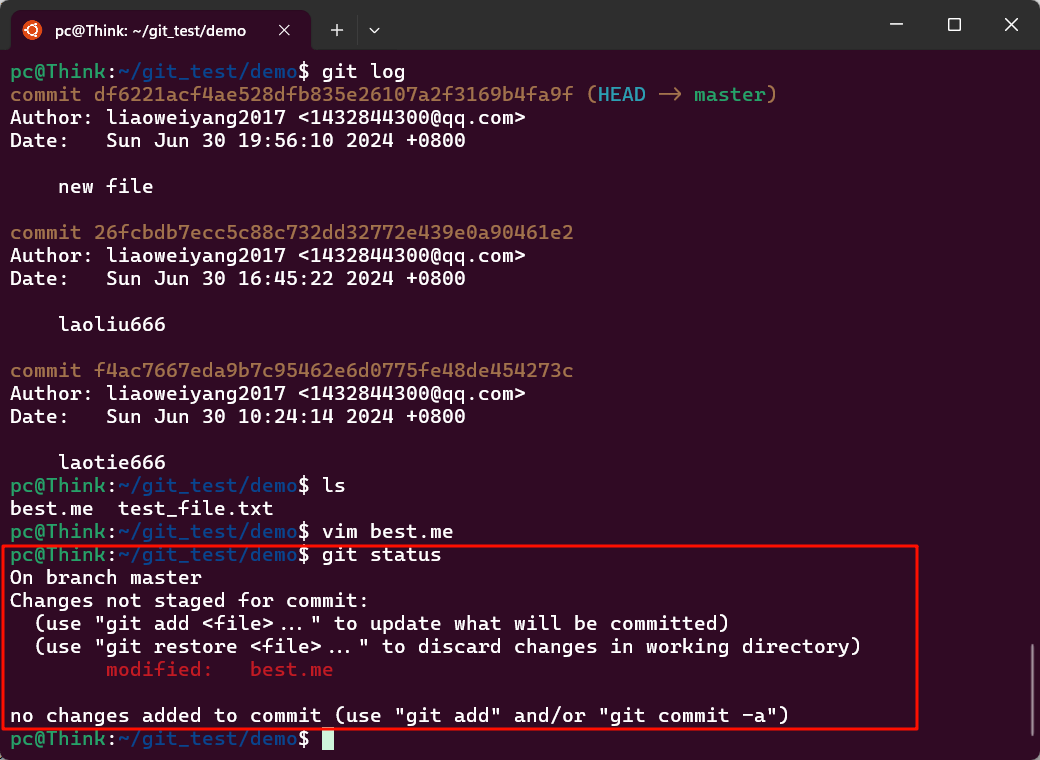 pc@Think: ~/git_test/demo
pc@Think:~/git_test/demo$ git log
commit df6221acf4ae528dfb835e26107a2f3169b4fa9f (HEAD -> master)
Author: liaoweiyang2017 <1432844300@qq.com>
Date:   Sun Jun 30 19:56:10 2024 +0800
    new file
commit 26fcbdb7ecc5c88c732dd32772e439e0a90461e2
Author: liaoweiyang2017 <1432844300@qq.com>
Date:   Sun Jun 30 16:45:22 2024 +0800
    laoliu666
commit f4ac7667eda9b7c95462e6d0775fe48de454273c
Author: liaoweiyang2017 <1432844300@qq.com>
Date:   Sun Jun 30 10:24:14 2024 +0800
    laotie666
pc@Think:~/git_test/demo$ ls
best.me  test_file.txt
pc@Think:~/git_test/demo$ vim best.me
pc@Think:~/git_test/demo$ git status
On branch master
Changes not staged for commit:
  (use "git add <file>..." to update what will be committed)
  (use "git restore <file>..." to discard changes in working directory)
        modified:   best.me
no changes added to commit (use "git add" and/or "git commit -a")
pc@Think:~/git_test/demo$